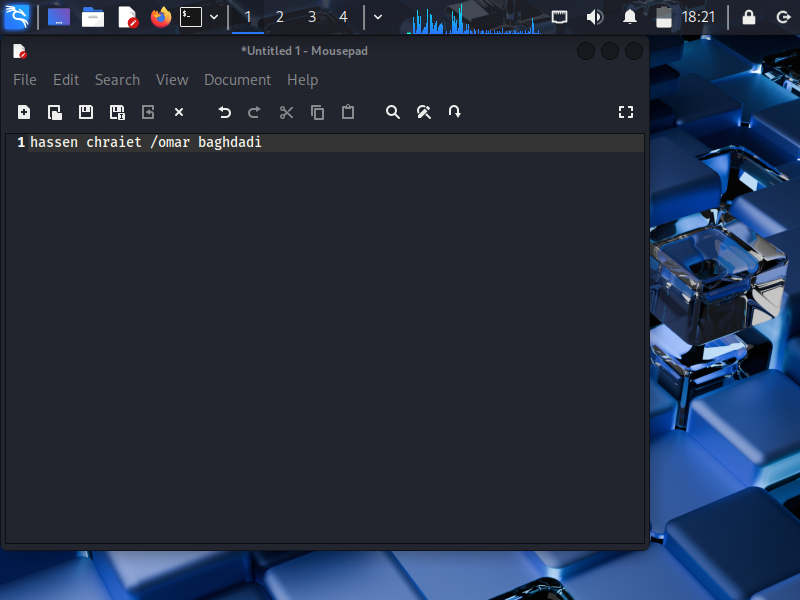 1 2 3 4 18:21
*Untitled 1 - Mousepad
File Edit Search View Document Help
1 hassen chraiet /omar baghdadi